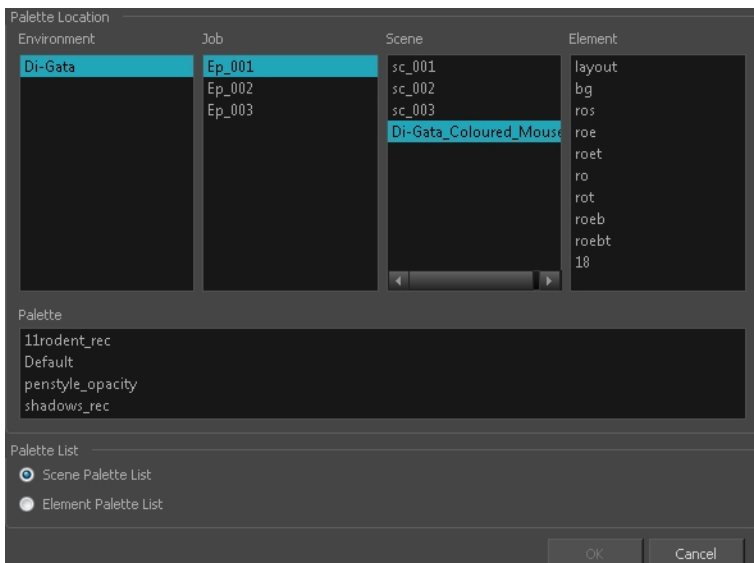 Palette Location
Environment
Di-Gata
Job
Ep_001
Ep_002
Ep_003
Scene
sc_001
sc_002
sc_003
Di-Gata_Coloured_Mouse
Element
layout
bg
ros
roe
roet
ro
rot
roeb
roebt
18
Palette
11rodent_rec
Default
penstyle_opacity
shadows_rec
Palette List
Scene Palette List
Element Palette List
OK
Cancel